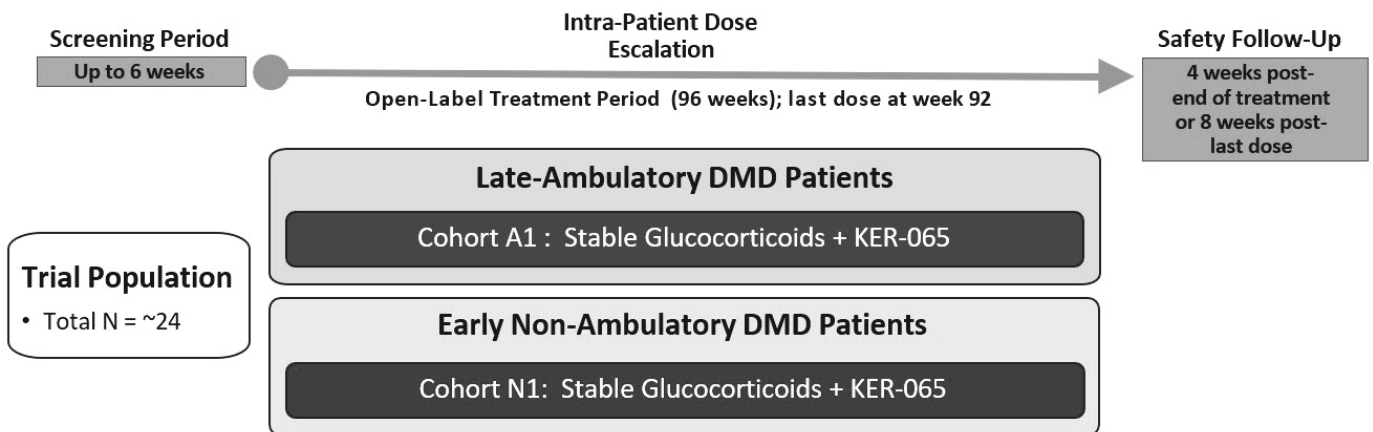 Screening Period
Up to 6 weeks
Intra-Patient Dose
Escalation
Open-Label Treatment Period (96 weeks); last dose at week 92
Safety Follow-Up
4 weeks post-
end of treatment
or 8 weeks post-
last dose
Trial Population
• Total N = ~24
Late-Ambulatory DMD Patients
Cohort A1 : Stable Glucocorticoids + KER-065
Early Non-Ambulatory DMD Patients
Cohort N1: Stable Glucocorticoids + KER-065